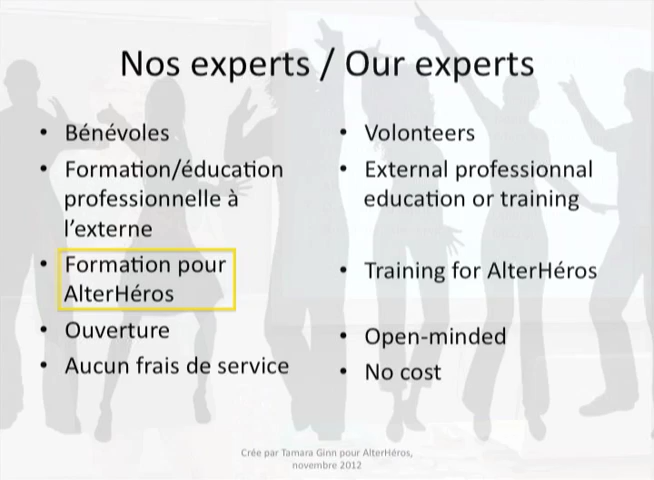 Nos experts / Our experts
• Bénévoles
• Formation/éducation
professionnelle à
l'externe
• Formation pour
AlterHéros
• Ouverture
• Aucun frais de service
• Volonteers
• External professionnal
education or training
• Training for AlterHéros
• Open-minded
• No cost
Crée par Tamara Ginn pour AlterHéros,
novembre 2012